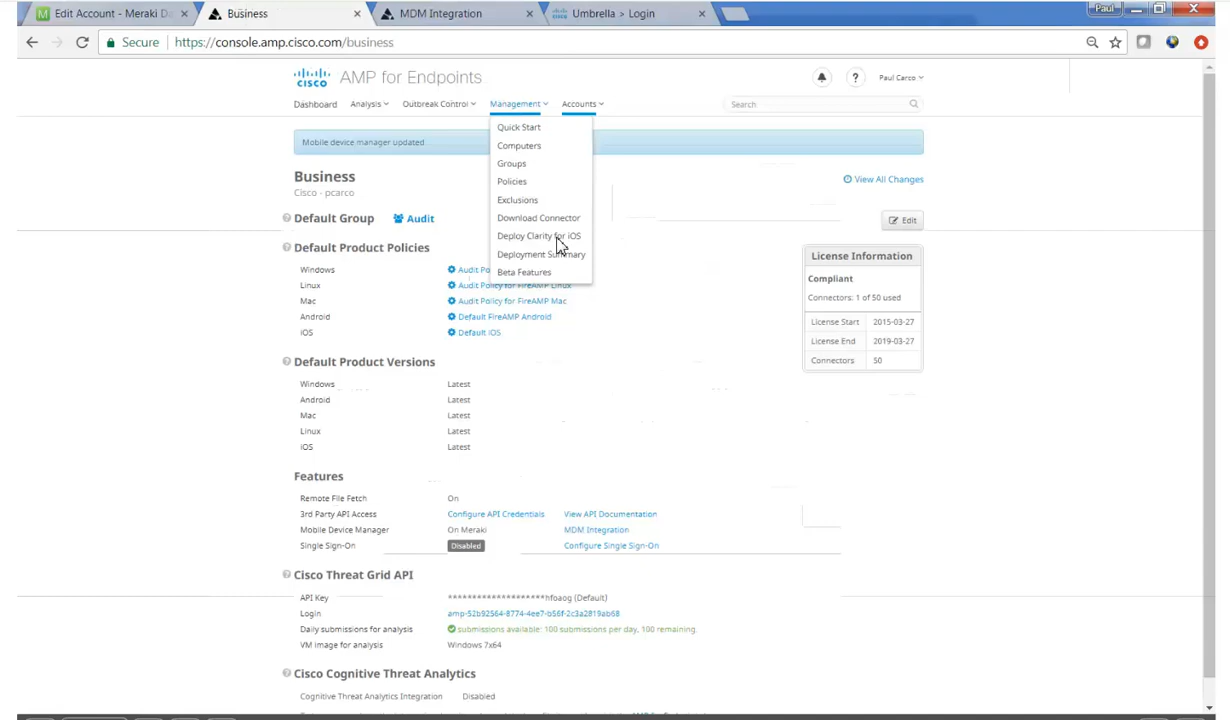 Edit Account - Meraki Da
Business
MDM Integration
Umbrella > Login
Paul
Secure https://console.amp.cisco.com/business
CISCO AMP for Endpoints
? Paul Carco
Dashboard Analysis Outbreak Control Management Accounts Search
Quick Start
Mobile device manager updated
Computers
Groups
Business
View All Changes
Policies
Cisco - pcarco
Exclusions
Default Group Audit
Download Connector
Edit
Deploy Clarity for iOS
Default Product Policies
Deployment Summary
License Information
Windows Audit Po
Beta Features
Compliant
Linux Audit Policy for FireAMP Linux
Connectors: 1 of 50 used
Mac Audit Policy for FireAMP Mac
Android Default FireAMP Android
License Start 2015-03-27
iOS Default iOS
License End 2019-03-27
Connectors 50
Default Product Versions
Windows Latest
Android Latest
Mac Latest
Linux Latest
iOS Latest
Features
Remote File Fetch On
3rd Party API Access Configure API Credentials View API Documentation
Mobile Device Manager On Meraki MDM Integration
Single Sign-On Disabled Configure Single Sign-On
Cisco Threat Grid API
API Key ********************hfoaog (Default)
Login amp-52b92564-8774-4ee7-b56f-2c3a2819ab68
Daily submissions for analysis submissions available: 100 submissions per day, 100 remaining.
VM image for analysis Windows 7x64
Cisco Cognitive Threat Analytics
Cognitive Threat Analytics Integration Disabled